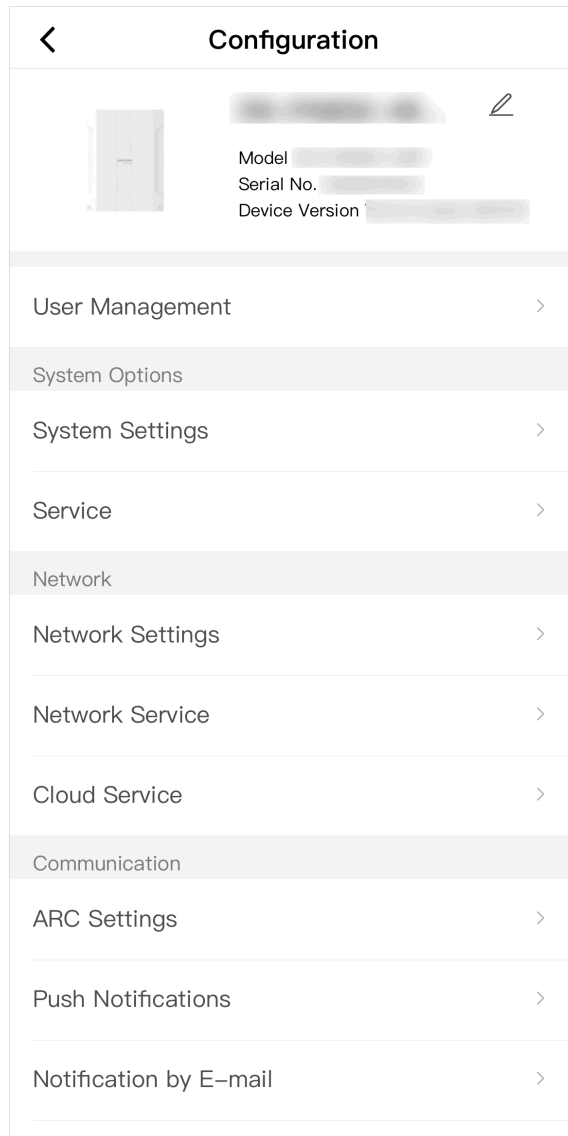 Configuration
Model
Serial No.
Device Version
User Management
System Options
System Settings
Service
Network
Network Settings
Network Service
Cloud Service
Communication
ARC Settings
Push Notifications
Notification by E-mail